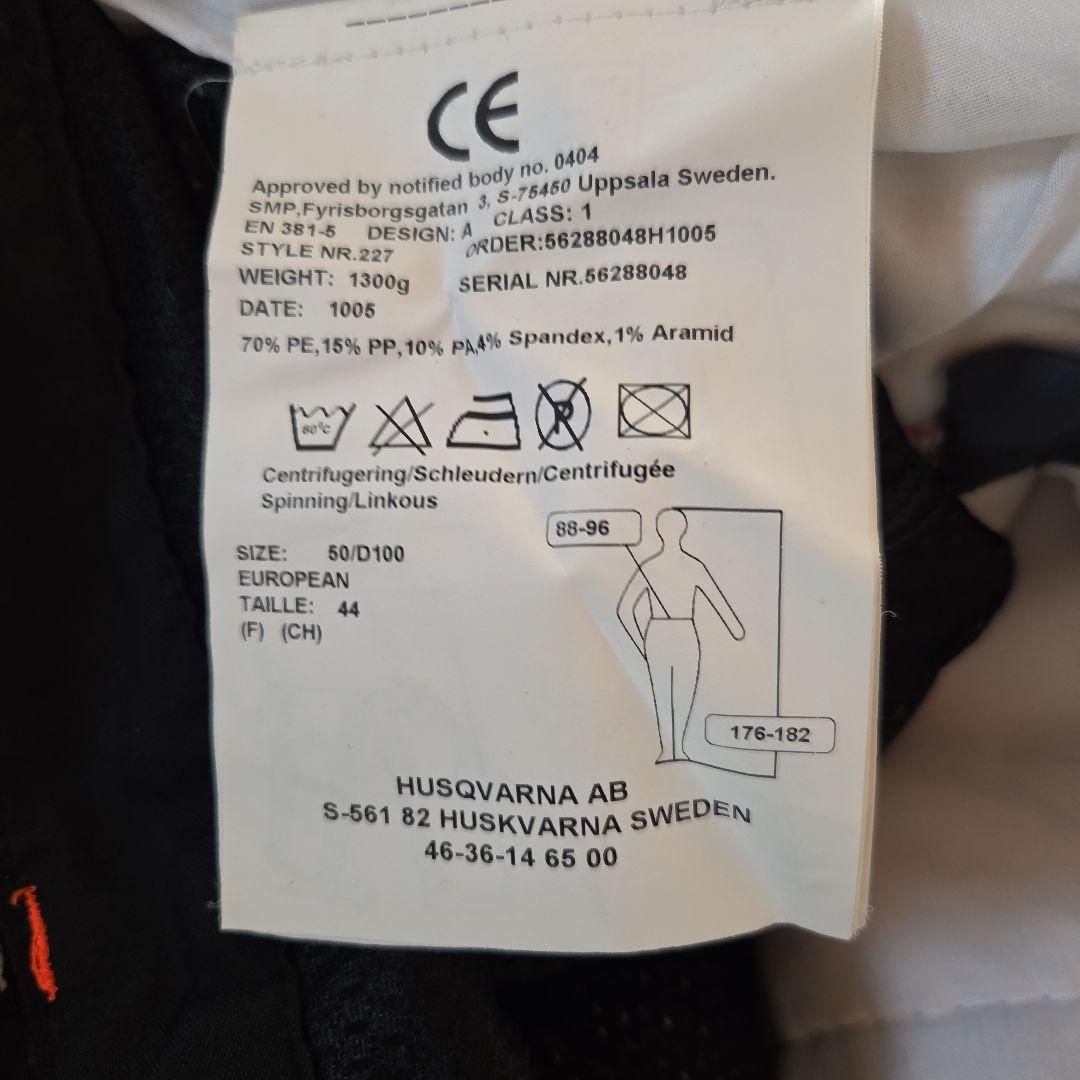 CE
Approved by notified body no. 0404
SMP,Fyrisborgsgatan 3, S-75450 Uppsala Sweden.
EN 381-5 DESIGN: A CLASS: 1
STYLE NR.227 ORDER:56288048H1005
WEIGHT: 1300g SERIAL NR.56288048
DATE: 1005
70% PE,15% PP,10% PA,4% Spandex,1% Aramid
60°C P
Centrifugering/Schleudern/Centrifugée
Spinning/Linkous
88-96
SIZE: 50/D100
EUROPEAN
TAILLE: 44
(F) (CH)
176-182
HUSQVARNA AB
S-561 82 HUSKVARNA SWEDEN
46-36-14 65 00